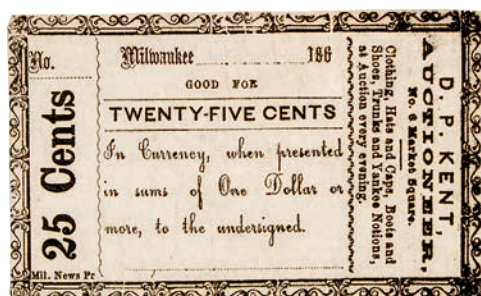 No.
25 Cents
Mil. News Pr
Milwaukee 186
GOOD FOR
TWENTY-FIVE CENTS
In Currency, when presented
in sums of One Dollar or
more, to the undersigned.
D. P. KENT,
AUCTIONEER,
No. 6 Market Square.
Clothing, Hats and Caps, Boots and
Shoes, Trunks and Yankee Notions,
at Auction every evening.